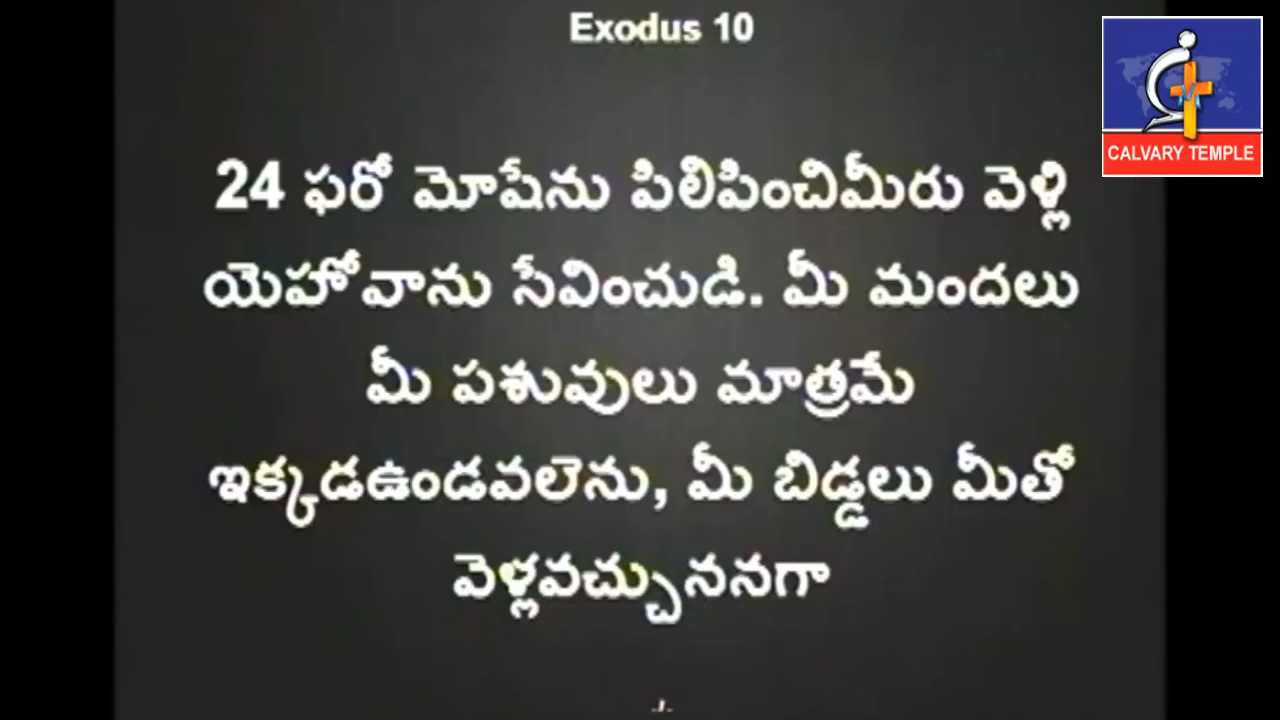 Exodus 10
CALVARY TEMPLE
24 ఫరో మోషేను పిలిపించిమీరు వెళ్లి
యెహోవాను సేవించుడి. మీ మందలు
మీ పశువులు మాత్రమే
ఇక్కడఉండవలెను, మీ బిడ్డలు మీతో
వెళ్లవచ్చుననగా